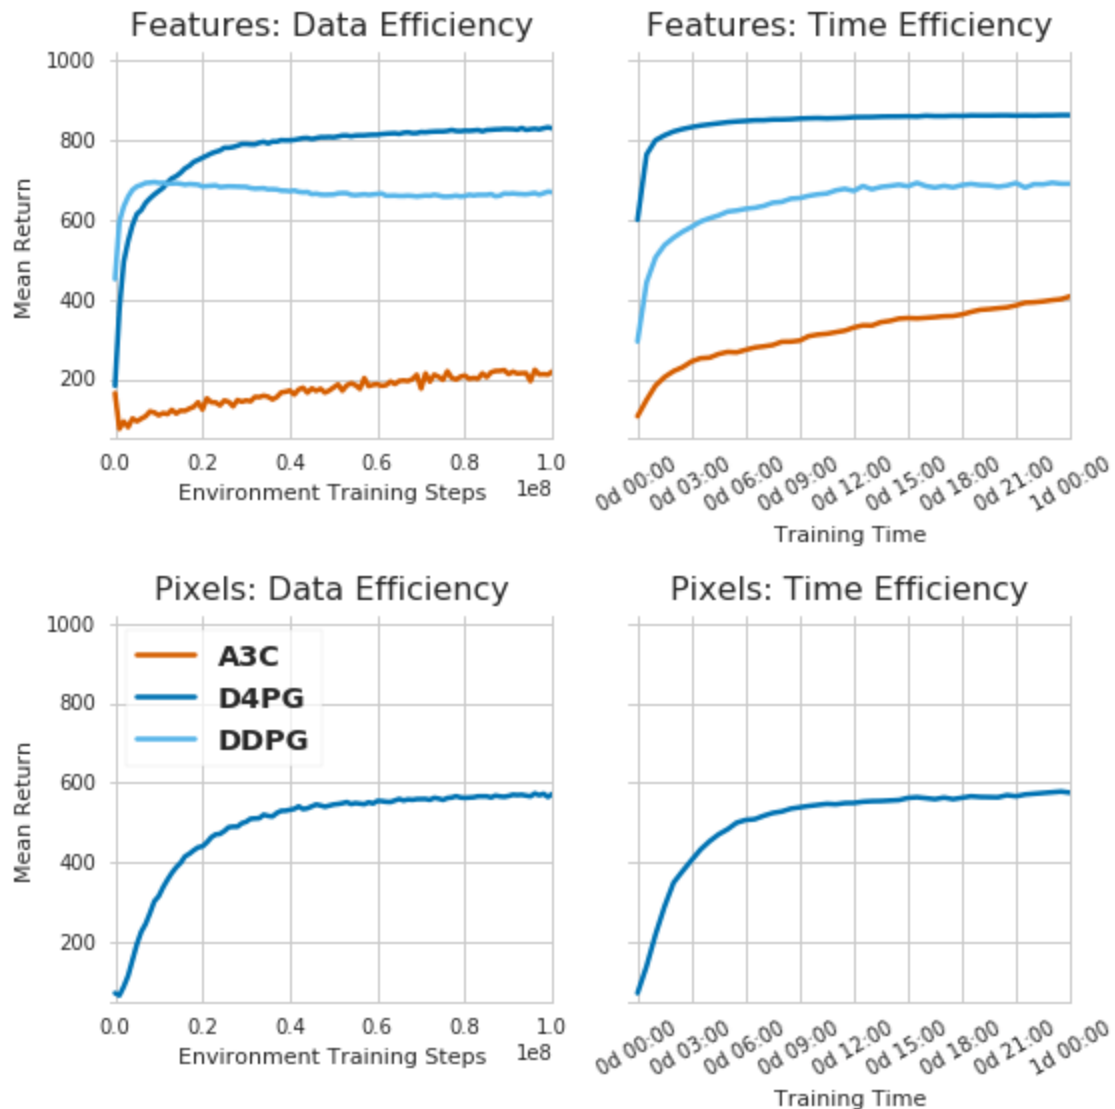 Features: Data Efficiency
Features: Time Efficiency
Mean Return
1000
800
600
400
200
0.0 0.2 0.4 0.6 0.8 1.0
1e8
Environment Training Steps
0d 00:00 0d 03:00 0d 06:00 0d 09:00 0d 12:00 0d 15:00 0d 18:00 0d 21:00 1d 00:00
Training Time
Pixels: Data Efficiency
Pixels: Time Efficiency
Mean Return
1000
800
600
400
200
A3C
D4PG
DDPG
0.0 0.2 0.4 0.6 0.8 1.0
1e8
Environment Training Steps
0d 00:00 0d 03:00 0d 06:00 0d 09:00 0d 12:00 0d 15:00 0d 18:00 0d 21:00 1d 00:00
Training Time